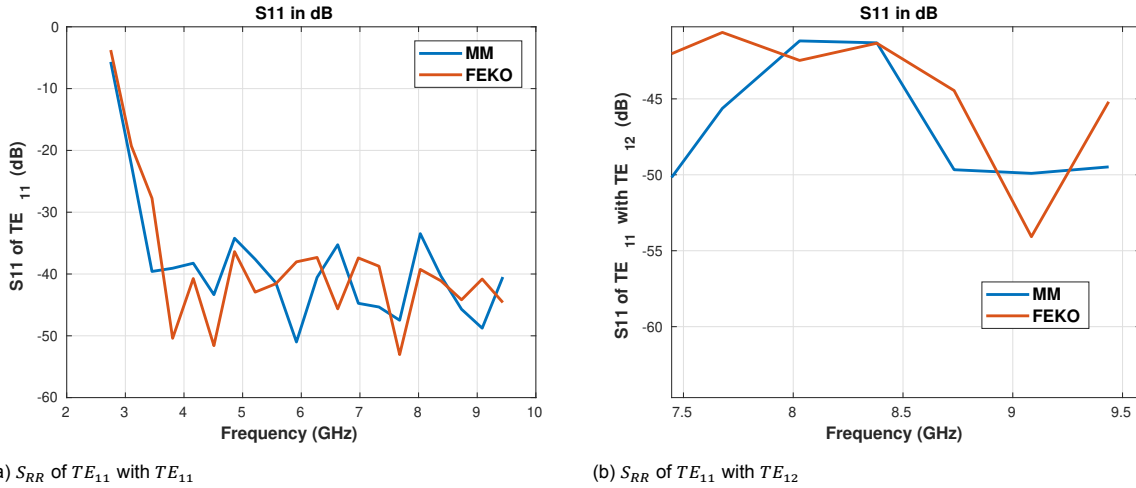 S11 in dB
S11 of TE 11 (dB)
0
-10
-20
-30
-40
-50
-60
MM
FEKO
2 3 4 5 6 7 8 9 10
Frequency (GHz)
) S_RR of TE_11 with TE_11
S11 in dB
S11 of TE 11 with TE 12 (dB)
-45
-50
-55
-60
MM
FEKO
7.5 8 8.5 9 9.5
Frequency (GHz)
(b) S_RR of TE_11 with TE_12